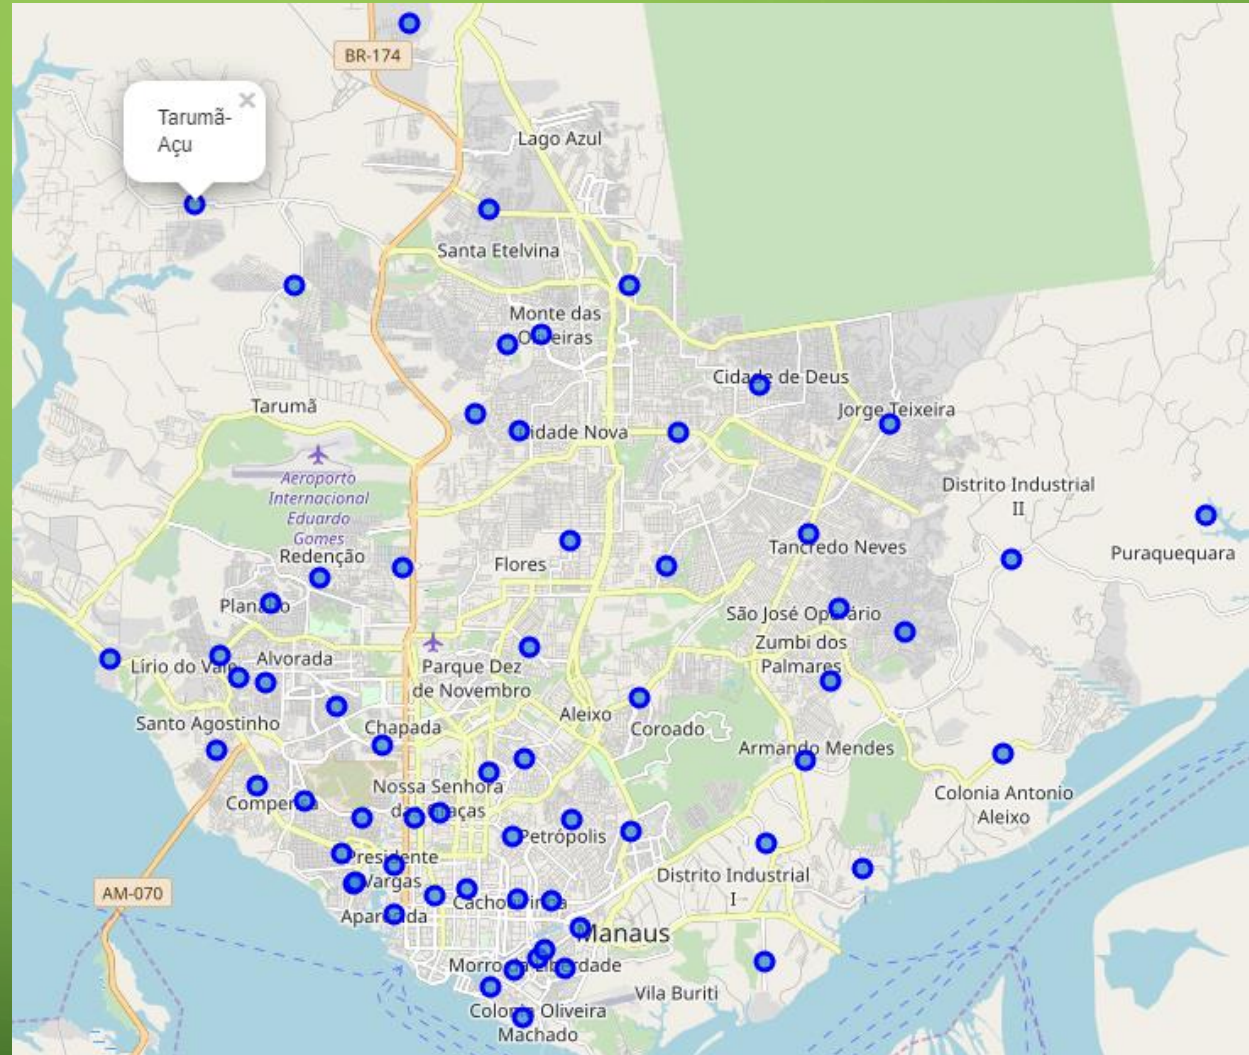 BR-174
Tarumã-
Açu
×
Lago Azul
Santa Etelvina
Monte das
Oliveiras
Cidade de Deus
Jorge Teixeira
Tarumã
Cidade Nova
Aeroporto
Internacional
Eduardo
Gomes
Distrito Industrial
II
Puraquequara
Redenção
Flores
Tancredo Neves
Planalto
São José Operário
Zumbi dos
Palmares
Lírio do Vale
Alvorada
Parque Dez
de Novembro
Santo Agostinho
Chapada
Aleixo
Coroado
Armando Mendes
Colonia Antonio
Aleixo
Nossa Senhora
das Graças
Compensa
Petrópolis
Presidente
Vargas
Distrito Industrial
I
AM-070
Aparecida
Cachoeirinha
Manaus
Morro da Liberdade
Vila Buriti
Colonia Oliveira
Machado